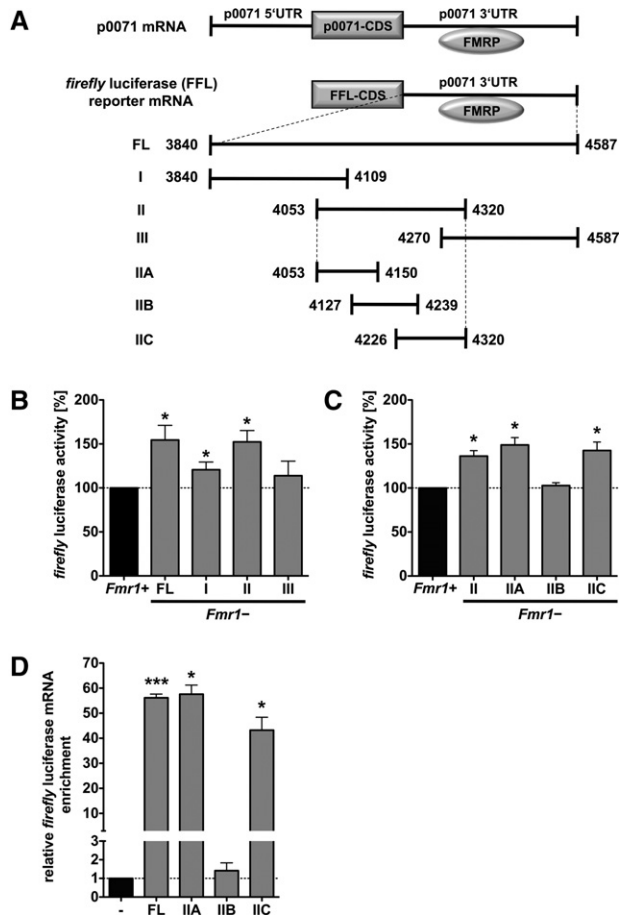 A
p0071 mRNA
p0071 5‘UTR
p0071-CDS
p0071 3‘UTR
FMRP
firefly luciferase (FFL)
reporter mRNA
FFL-CDS
p0071 3‘UTR
FMRP
FL 3840 4587
I 3840 4109
II 4053 4320
III 4270 4587
IIA 4053 4150
IIB 4127 4239
IIC 4226 4320
B
firefly luciferase activity [%]
200
150
100
50
0
* * *
Fmr1+ FL I II III
Fmr1−
C
firefly luciferase activity [%]
200
150
100
50
0
* * *
Fmr1+ II IIA IIB IIC
Fmr1−
D
relative firefly luciferase mRNA
enrichment
70
60
50
40
30
20
10
3
2
1
0
*** * *
- FL IIA IIB IIC